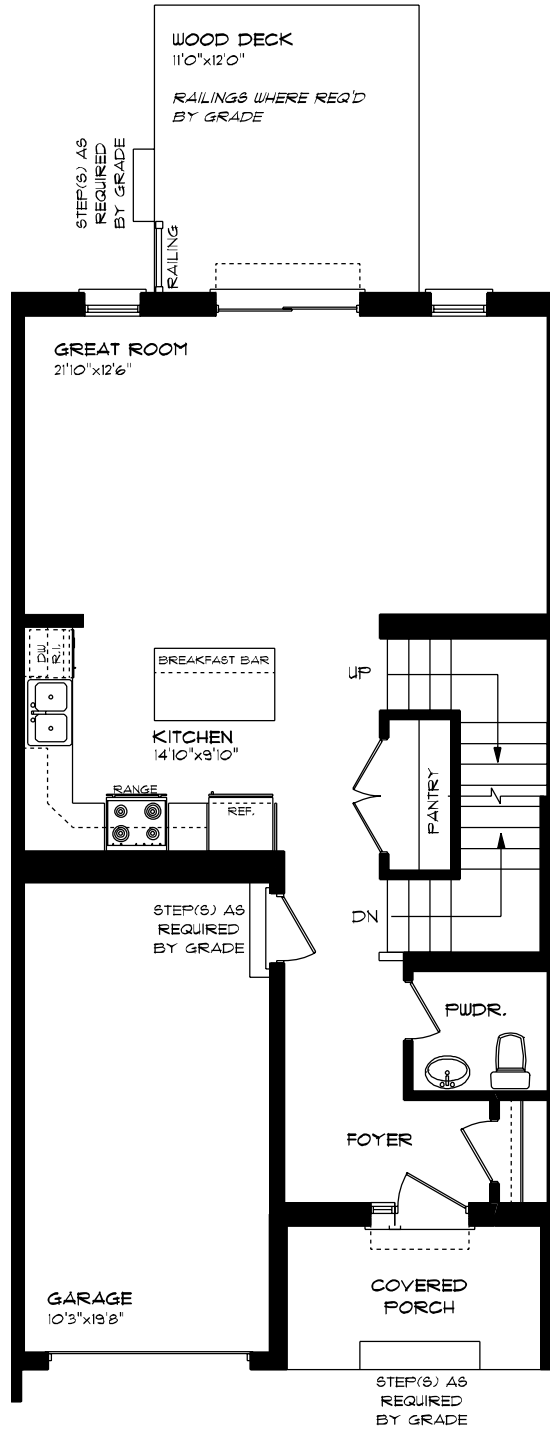 WOOD DECK
11'0"x12'0"
RAILINGS WHERE REQ'D
BY GRADE
STEP(S) AS
REQUIRED
BY GRADE
RAILING
GREAT ROOM
21'10"x12'6"
D.W.
R.I.
BREAKFAST BAR
UP
KITCHEN
14'10"x9'10"
RANGE
REF.
PANTRY
STEP(S) AS
REQUIRED
BY GRADE
DN
PWDR.
FOYER
GARAGE
10'3"x19'8"
COVERED
PORCH
STEP(S) AS
REQUIRED
BY GRADE